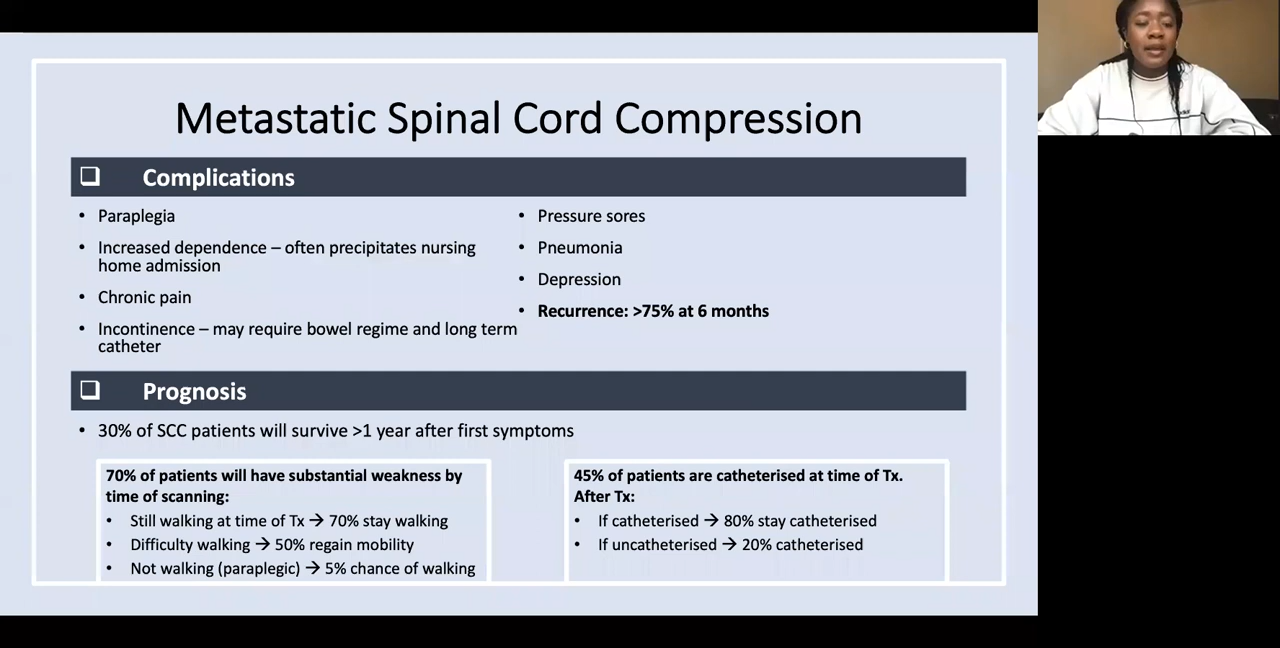 Metastatic Spinal Cord Compression
❑ Complications
• Paraplegia
• Increased dependence – often precipitates nursing
home admission
• Chronic pain
• Incontinence – may require bowel regime and long term
catheter
• Pressure sores
• Pneumonia
• Depression
• Recurrence: >75% at 6 months
❑ Prognosis
• 30% of SCC patients will survive >1 year after first symptoms
70% of patients will have substantial weakness by
time of scanning:
• Still walking at time of Tx → 70% stay walking
• Difficulty walking → 50% regain mobility
• Not walking (paraplegic) → 5% chance of walking
45% of patients are catheterised at time of Tx.
After Tx:
• If catheterised → 80% stay catheterised
• If uncatheterised → 20% catheterised